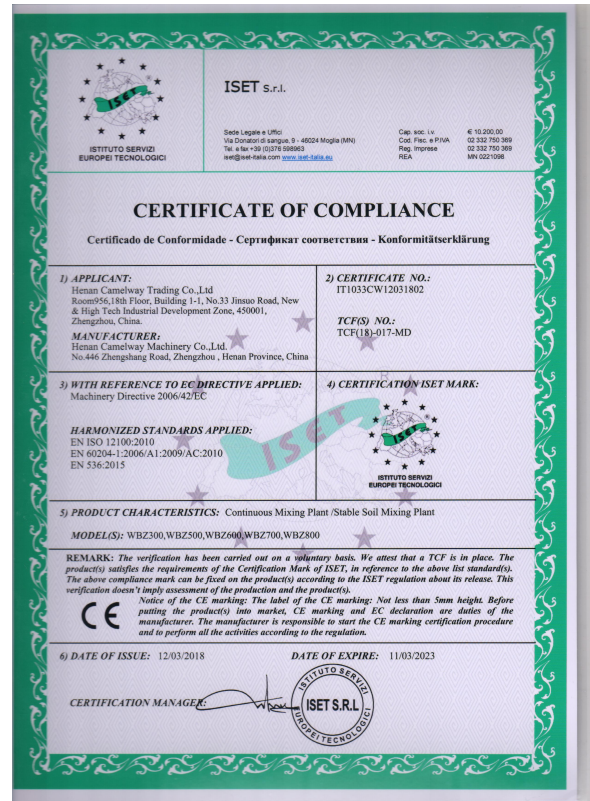 ISET
ISTITUTO SERVIZI
EUROPEI TECNOLOGICI
ISET S.r.l.
Sede Legale e Uffici
Via Donatori di sangue, 9 - 46024 Moglia (MN)
Tel. e fax +39 (0)376 598963
iset@iset-italia.com www.iset-italia.eu
Cap. soc. i.v. € 10.200,00
Cod. Fisc. e P.IVA 02 332 750 369
Reg. Imprese 02 332 750 369
REA MN 0221098
CERTIFICATE OF COMPLIANCE
Certificado de Conformidade - Сертификат соответствия - Konformitätserklärung
1) APPLICANT:
Henan Camelway Trading Co.,Ltd
Room956,18th Floor, Building 1-1, No.33 Jinsuo Road, New
& High Tech Industrial Development Zone, 450001,
Zhengzhou, China.
MANUFACTURER:
Henan Camelway Machinery Co.,Ltd.
No.446 Zhengshang Road, Zhengzhou , Henan Province, China
2) CERTIFICATE NO.:
IT1033CW12031802
TCF(S) NO.:
TCF(18)-017-MD
3) WITH REFERENCE TO EC DIRECTIVE APPLIED:
Machinery Directive 2006/42/EC
HARMONIZED STANDARDS APPLIED:
EN ISO 12100:2010
EN 60204-1:2006/A1:2009/AC:2010
EN 536:2015
ISET
4) CERTIFICATION ISET MARK:
ISET
ISTITUTO SERVIZI
EUROPEI TECNOLOGICI
5) PRODUCT CHARACTERISTICS: Continuous Mixing Plant /Stable Soil Mixing Plant
MODEL(S): WBZ300,WBZ500,WBZ600,WBZ700,WBZ800
REMARK: The verification has been carried out on a voluntary basis. We attest that a TCF is in place. The
product(s) satisfies the requirements of the Certification Mark of ISET, in reference to the above list standard(s).
The above compliance mark can be fixed on the product(s) according to the ISET regulation about its release. This
verification doesn't imply assessment of the production and the product(s).
CE
Notice of the CE marking: The label of the CE marking: Not less than 5mm height. Before
putting the product(s) into market, CE marking and EC declaration are duties of the
manufacturer. The manufacturer is responsible to start the CE marking certification procedure
and to perform all the activities according to the regulation.
6) DATE OF ISSUE: 12/03/2018
DATE OF EXPIRE: 11/03/2023
CERTIFICATION MANAGER:
ISTITUTO SERVIZI
ISET S.R.L
EUROPEI TECNOLOGICI